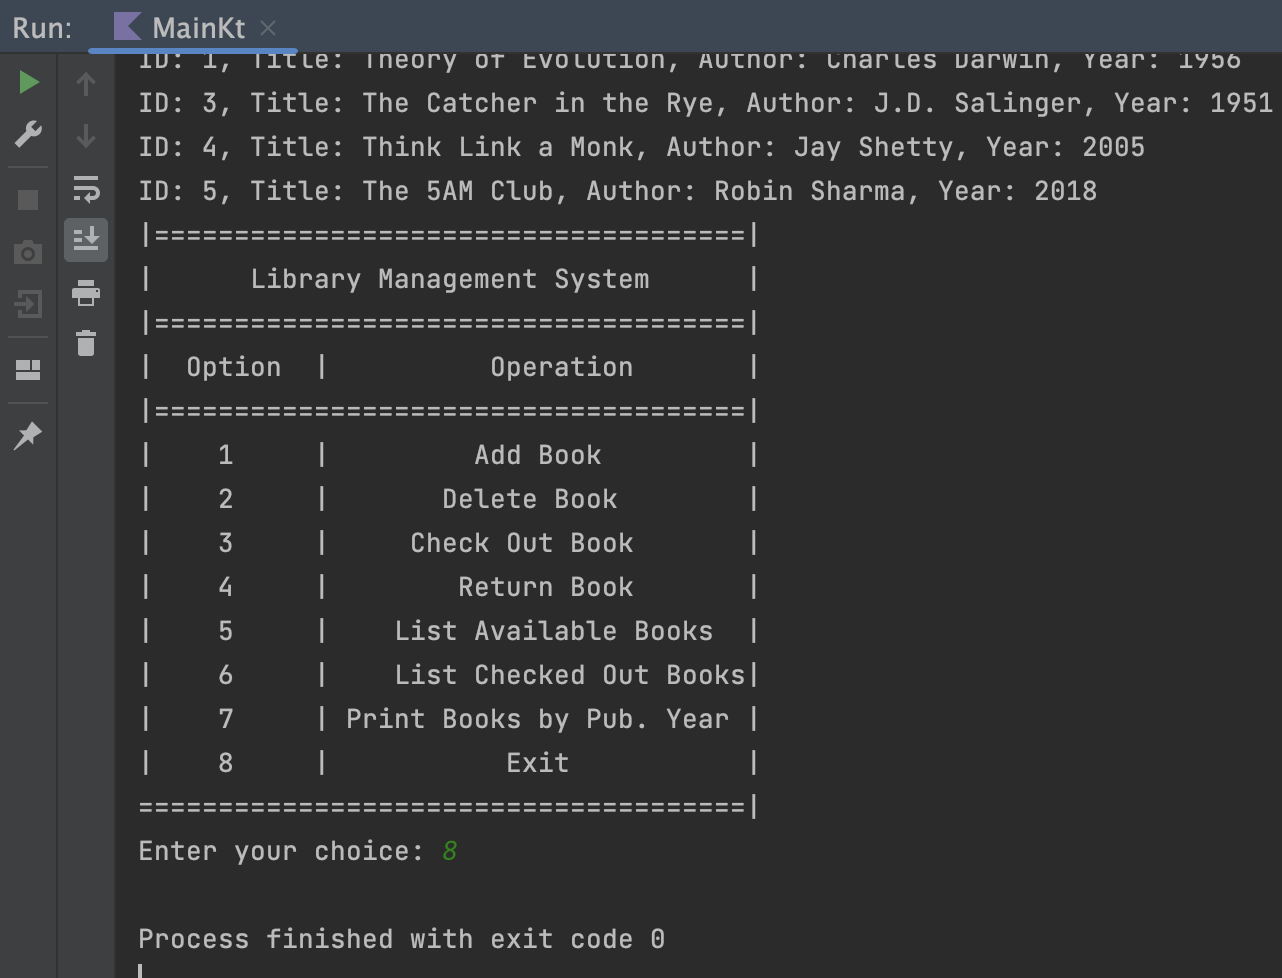 Run: MainKt ×
ID: 1, Title: Theory of Evolution, Author: Charles Darwin, Year: 1956
ID: 3, Title: The Catcher in the Rye, Author: J.D. Salinger, Year: 1951
ID: 4, Title: Think Link a Monk, Author: Jay Shetty, Year: 2005
ID: 5, Title: The 5AM Club, Author: Robin Sharma, Year: 2018
|=====================================|
|      Library Management System      |
|=====================================|
|  Option  |          Operation       |
|=====================================|
|    1     |         Add Book         |
|    2     |       Delete Book        |
|    3     |     Check Out Book       |
|    4     |        Return Book       |
|    5     |    List Available Books  |
|    6     |    List Checked Out Books|
|    7     | Print Books by Pub. Year |
|    8     |           Exit           |
======================================|
Enter your choice: 8
Process finished with exit code 0